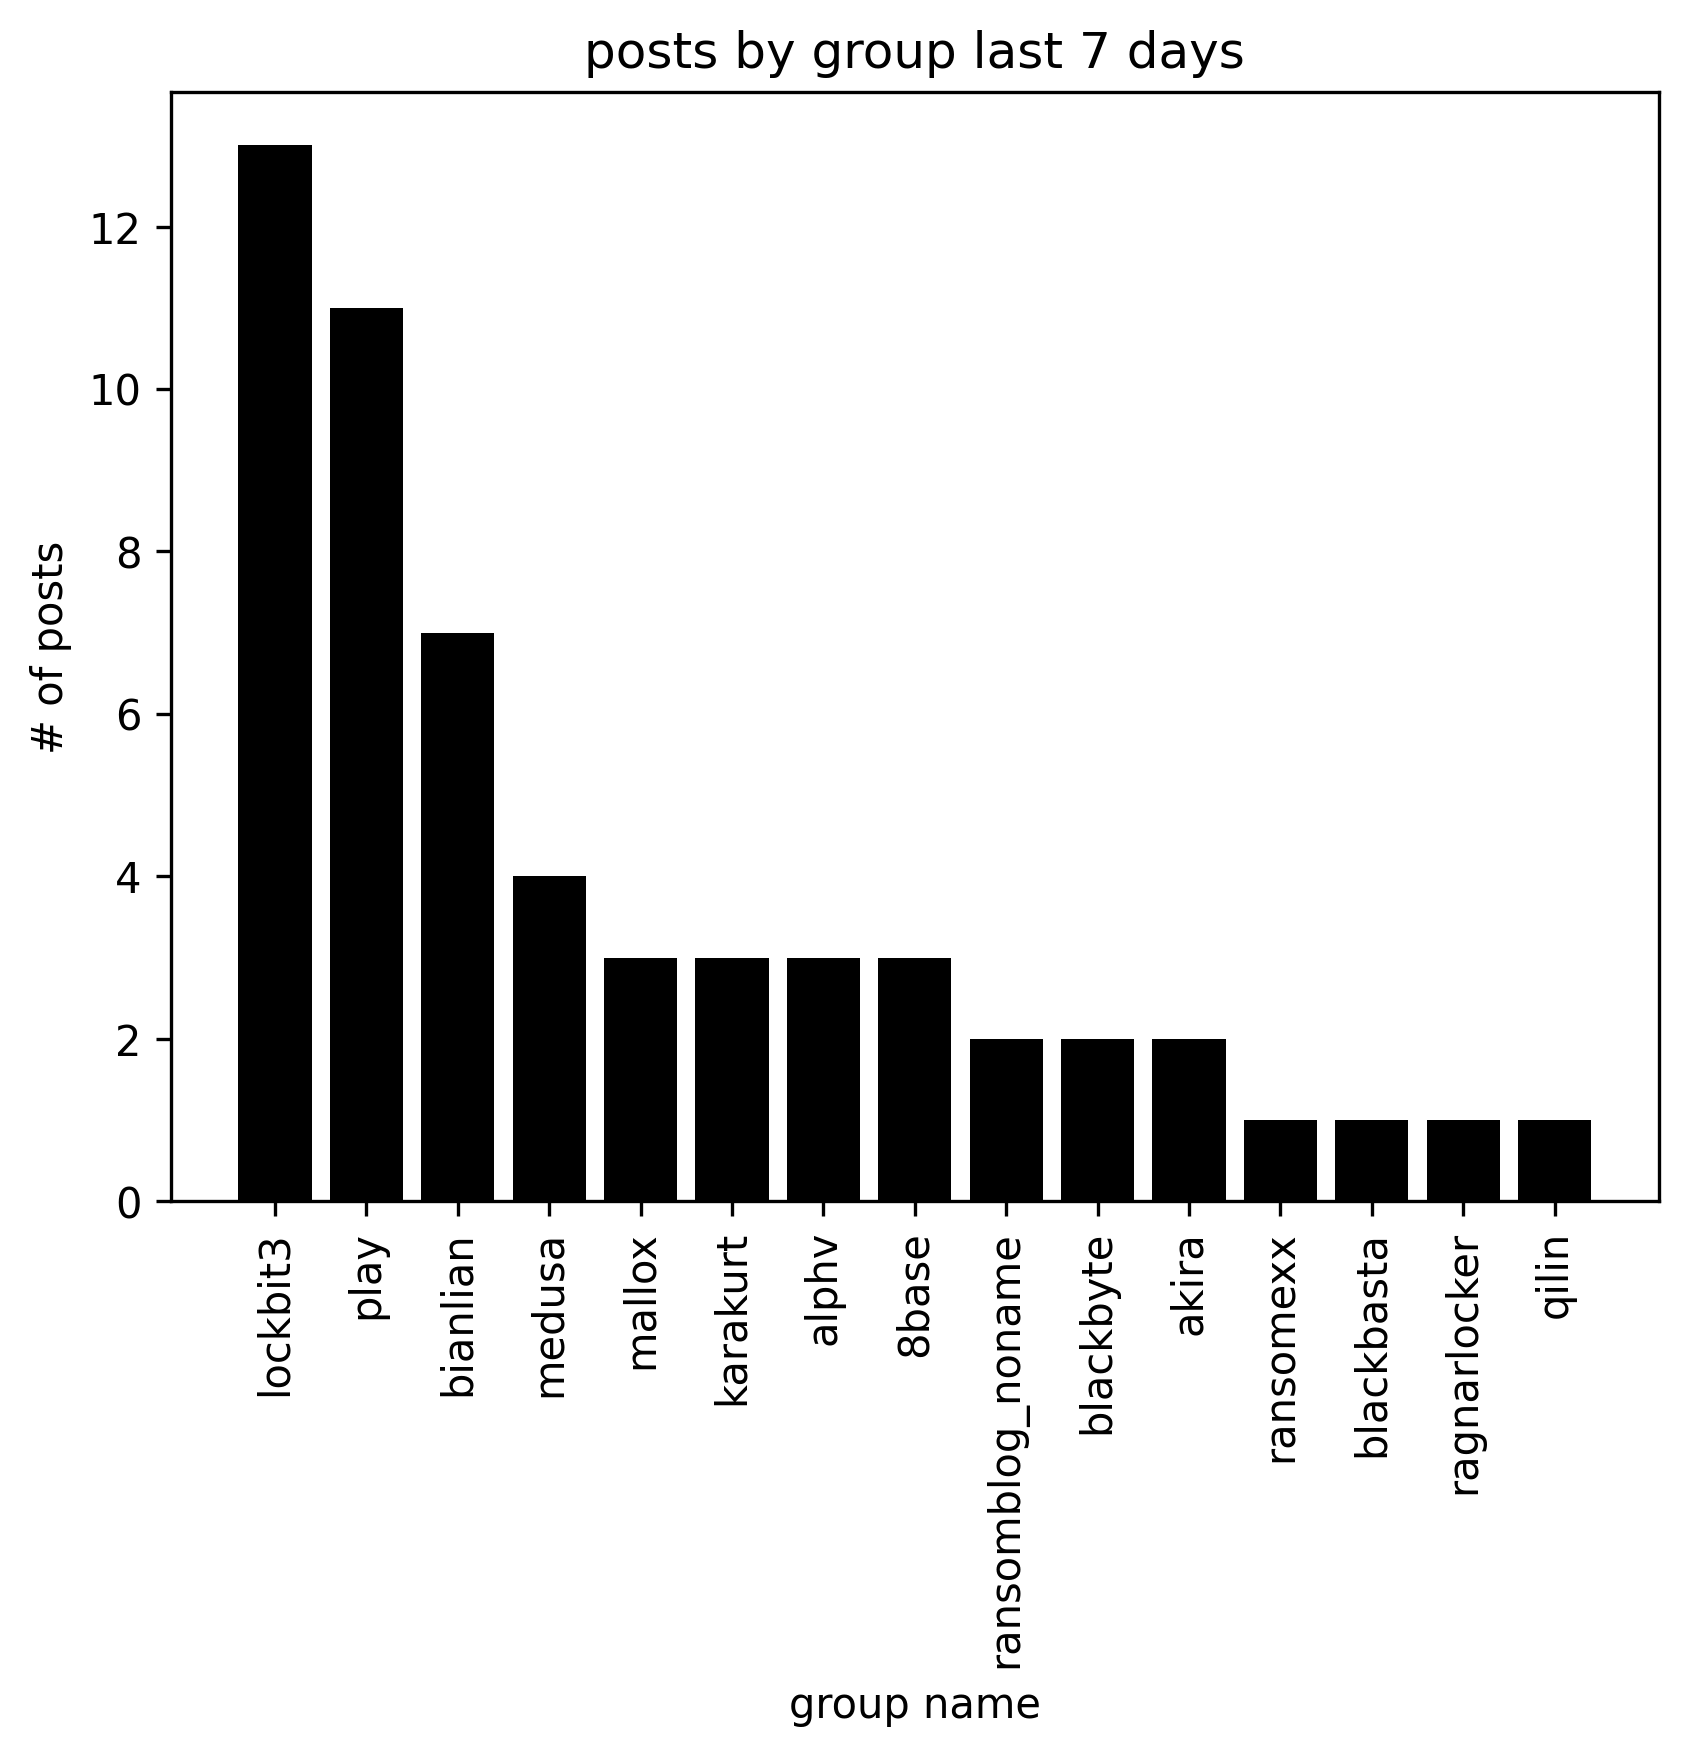 posts by group last 7 days
# of posts
12
10
8
6
4
2
0
lockbit3
play
bianlian
medusa
mallox
karakurt
alphv
8base
ransomblog_noname
blackbyte
akira
ransomexx
blackbasta
ragnarlocker
qilin
group name